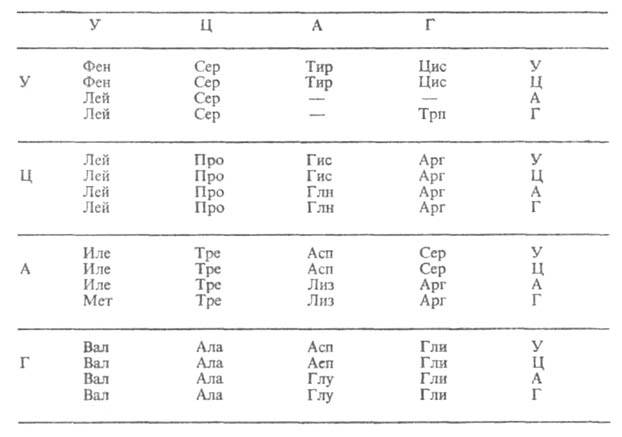 У Ц А Г
Фен Сер Тир Цис У
У Фен Сер Тир Цис Ц
Лей Сер — — А
Лей Сер — Трп Г
Лей Про Гис Арг У
Ц Лей Про Гис Арг Ц
Лей Про Глн Арг А
Лей Про Глн Арг Г
Иле Тре Асп Сер У
А Иле Тре Асп Сер Ц
Иле Тре Лиз Арг А
Мет Тре Лиз Арг Г
Вал Ала Асп Гли У
Г Вал Ала Аеп Гли Ц
Вал Ала Глу Гли А
Вал Ала Глу Гли Г